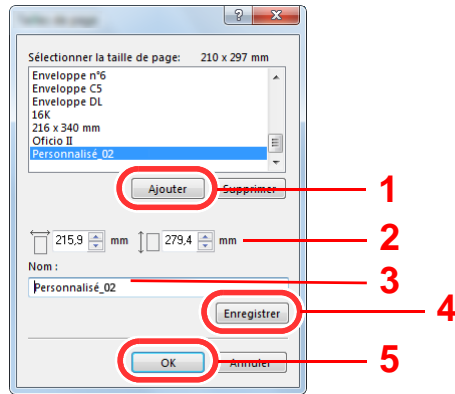 Tailles de page
Sélectionner la taille de page: 210 x 297 mm
Enveloppe n°6
Enveloppe C5
Enveloppe DL
16K
216 x 340 mm
Oficio II
Personnalisé_02
Ajouter Supprimer 1
215,9 mm 279,4 mm 2
Nom :
Personnalisé_02 3
Enregistrer 4
OK Annuler 5